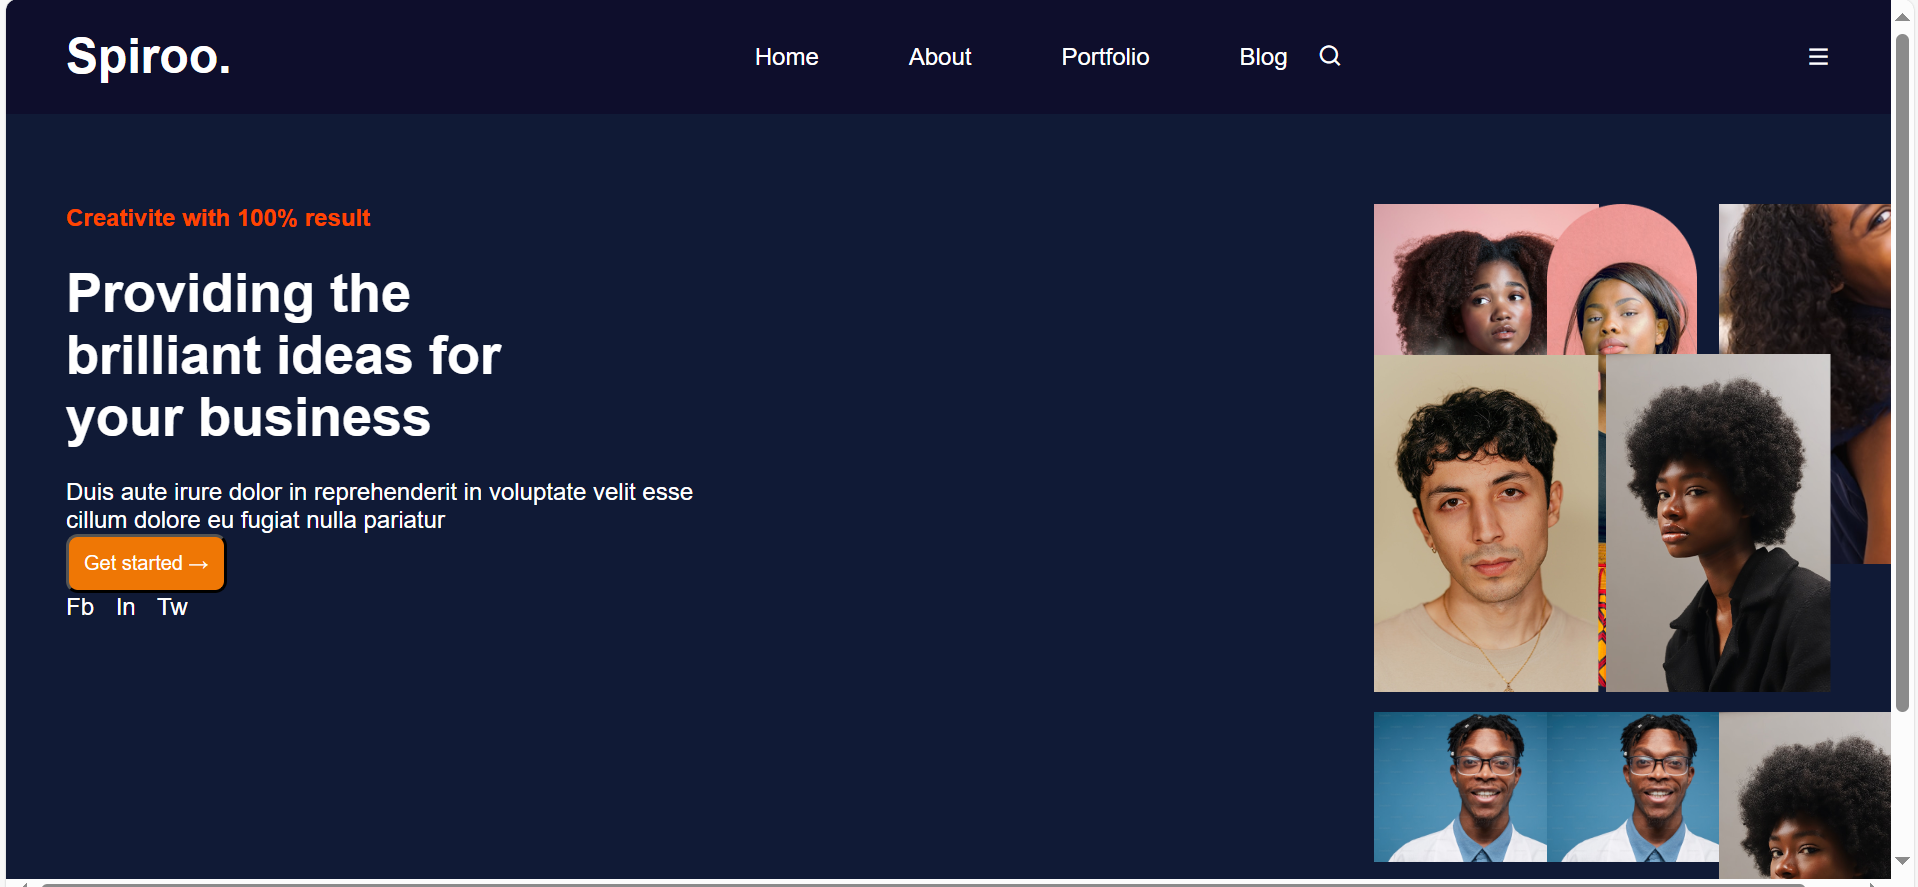 Spiroo.
Home About Portfolio Blog
Creativite with 100% result
Providing the
brilliant ideas for
your business
Duis aute irure dolor in reprehenderit in voluptate velit esse
cillum dolore eu fugiat nulla pariatur
Get started →
Fb In Tw